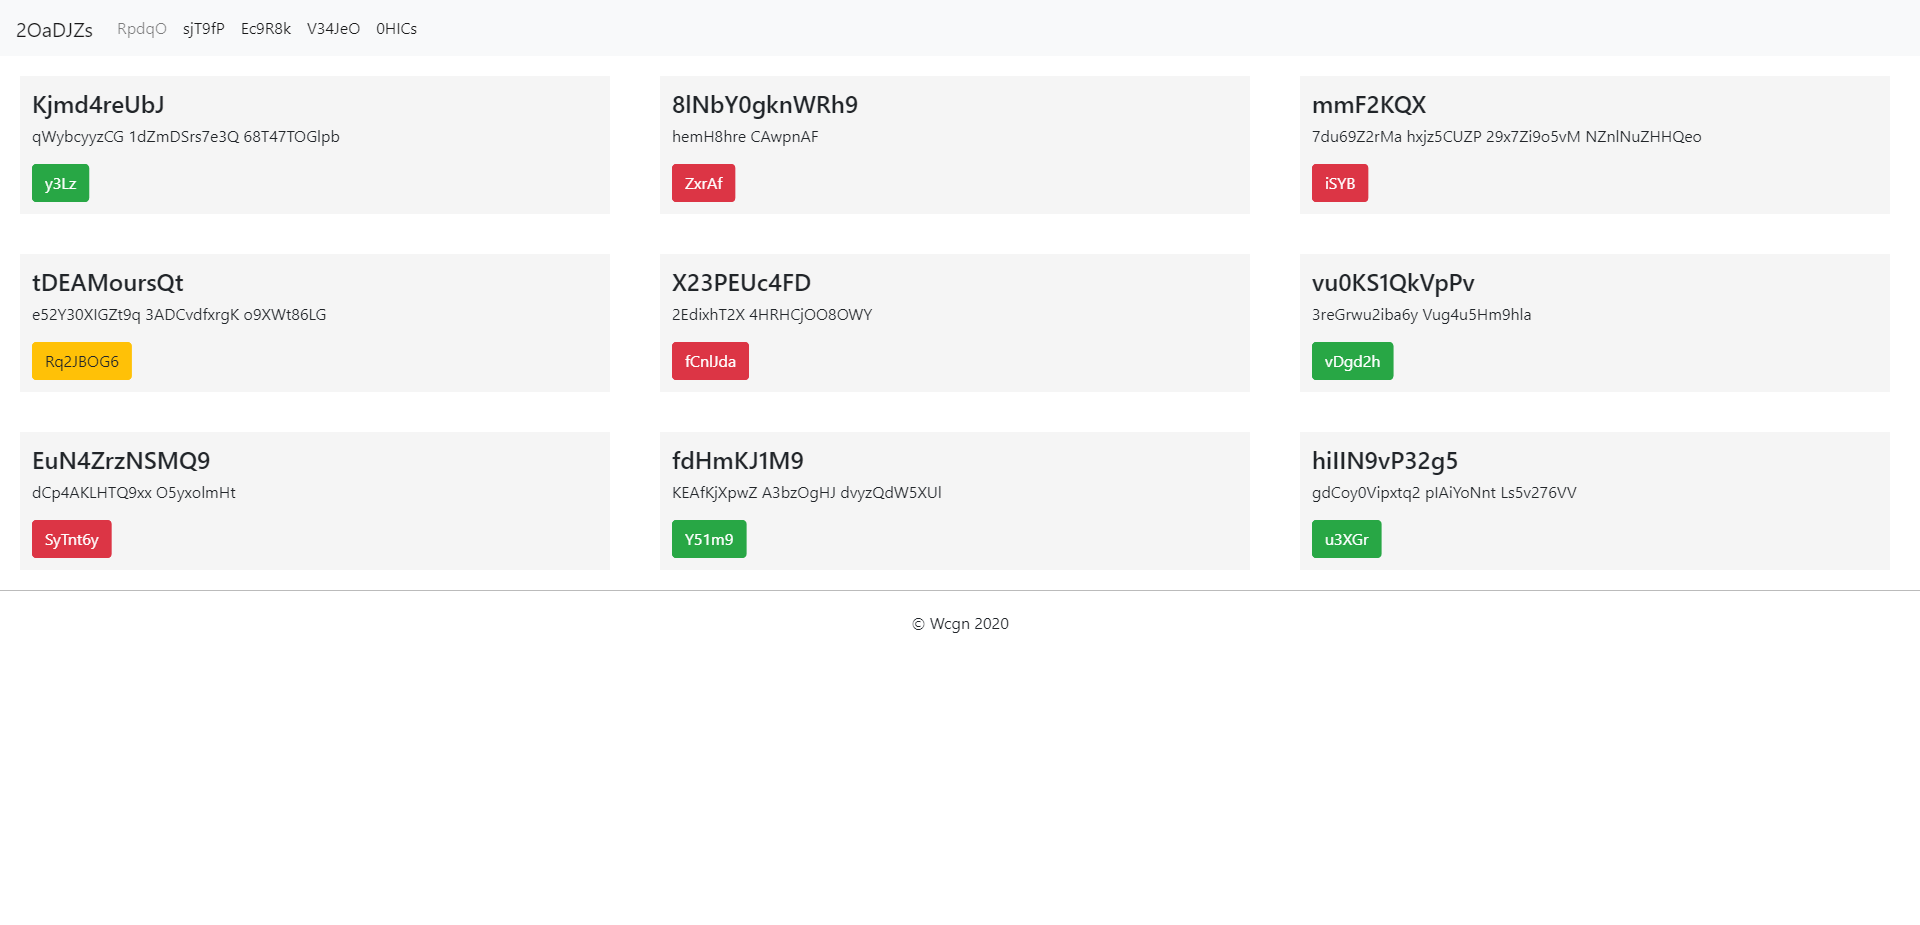 2OaDJZs RpdqO sjT9fP Ec9R8k V34JeO 0HICs
Kjmd4reUbJ
qWybcyyzCG 1dZmDSrs7e3Q 68T47TOGlpb
y3Lz
8lNbY0gknWRh9
hemH8hre CAwpnAF
ZxrAf
mmF2KQX
7du69Z2rMa hxjz5CUZP 29x7Zi9o5vM NZnlNuZHHQeo
iSYB
tDEAMoursQt
e52Y30XIGZt9q 3ADCvdfxrgK o9XWt86LG
Rq2JBOG6
X23PEUc4FD
2EdixhT2X 4HRHCjOO8OWY
fCnlJda
vu0KS1QkVpPv
3reGrwu2iba6y Vug4u5Hm9hla
vDgd2h
EuN4ZrzNSMQ9
dCp4AKLHTQ9xx O5yxolmHt
SyTnt6y
fdHmKJ1M9
KEAfKjXpwZ A3bzOgHJ dvyzQdW5XUl
Y51m9
hiIIN9vP32g5
gdCoy0Vipxtq2 pIAiYoNnt Ls5v276VV
u3XGr
© Wcgn 2020